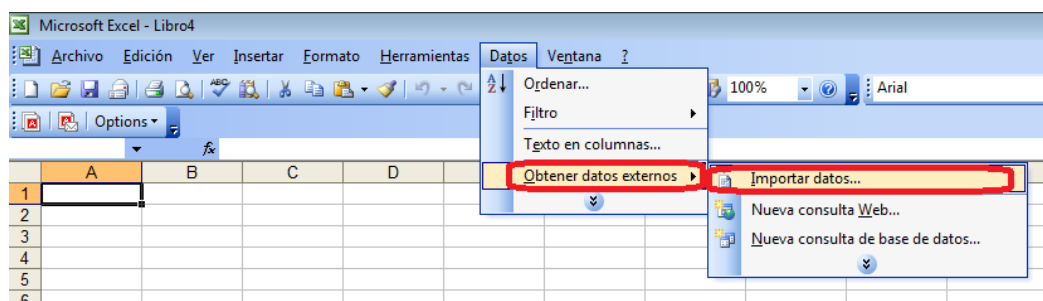 Microsoft Excel - Libro4
Archivo Edición Ver Insertar Formato Herramientas Datos Ventana ?
100% Arial
Options
fx
A B C D
1
2
3
4
5
6
Ordenar...
Filtro
Texto en columnas...
Obtener datos externos
Importar datos...
Nueva consulta Web...
Nueva consulta de base de datos...